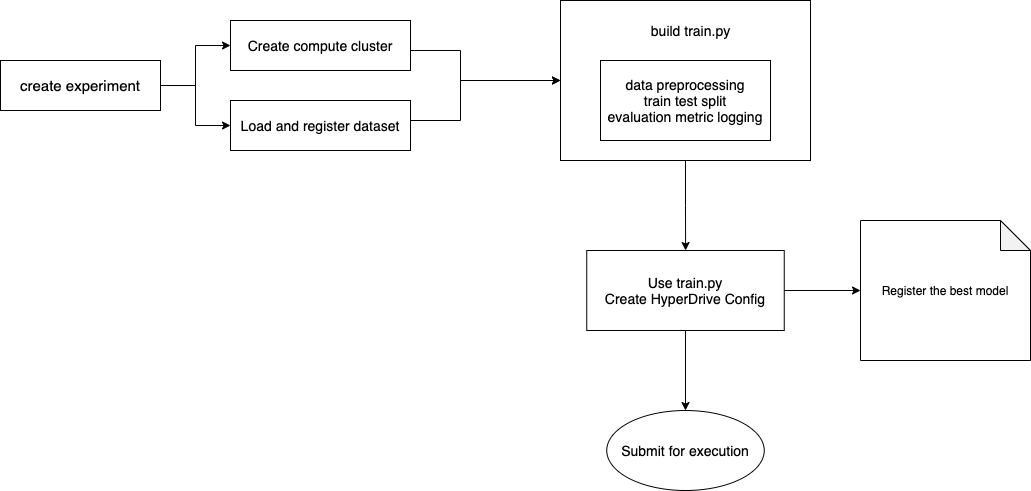 create experiment
Create compute cluster
Load and register dataset
build train.py
data preprocessing
train test split
evaluation metric logging
Use train.py
Create HyperDrive Config
Register the best model
Submit for execution